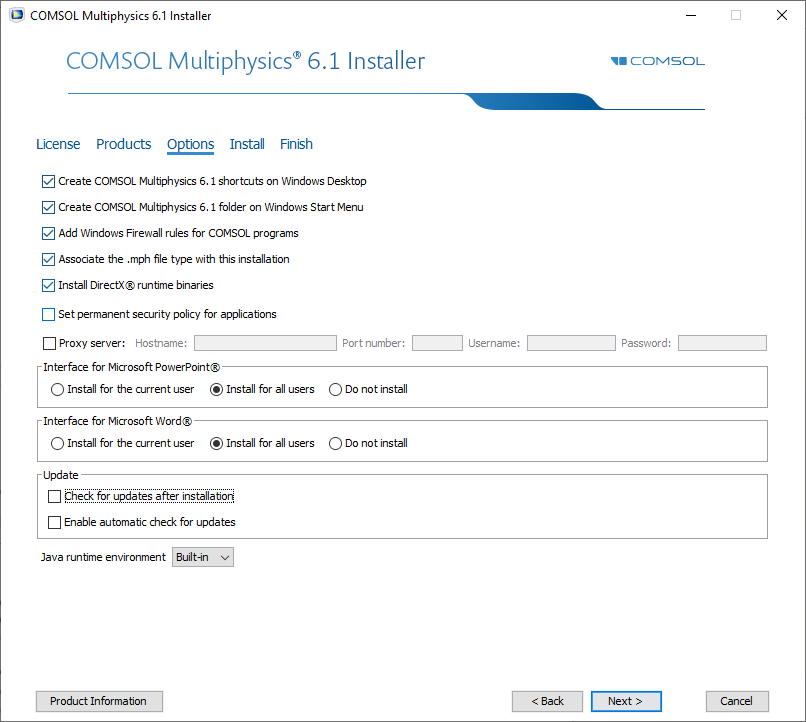 COMSOL Multiphysics 6.1 Installer
COMSOL Multiphysics® 6.1 Installer
COMSOL
License Products Options Install Finish
Create COMSOL Multiphysics 6.1 shortcuts on Windows Desktop
Create COMSOL Multiphysics 6.1 folder on Windows Start Menu
Add Windows Firewall rules for COMSOL programs
Associate the .mph file type with this installation
Install DirectX® runtime binaries
Set permanent security policy for applications
Proxy server: Hostname: Port number: Username: Password:
Interface for Microsoft PowerPoint®
Install for the current user Install for all users Do not install
Interface for Microsoft Word®
Install for the current user Install for all users Do not install
Update
Check for updates after installation
Enable automatic check for updates
Java runtime environment Built-in
Product Information < Back Next > Cancel